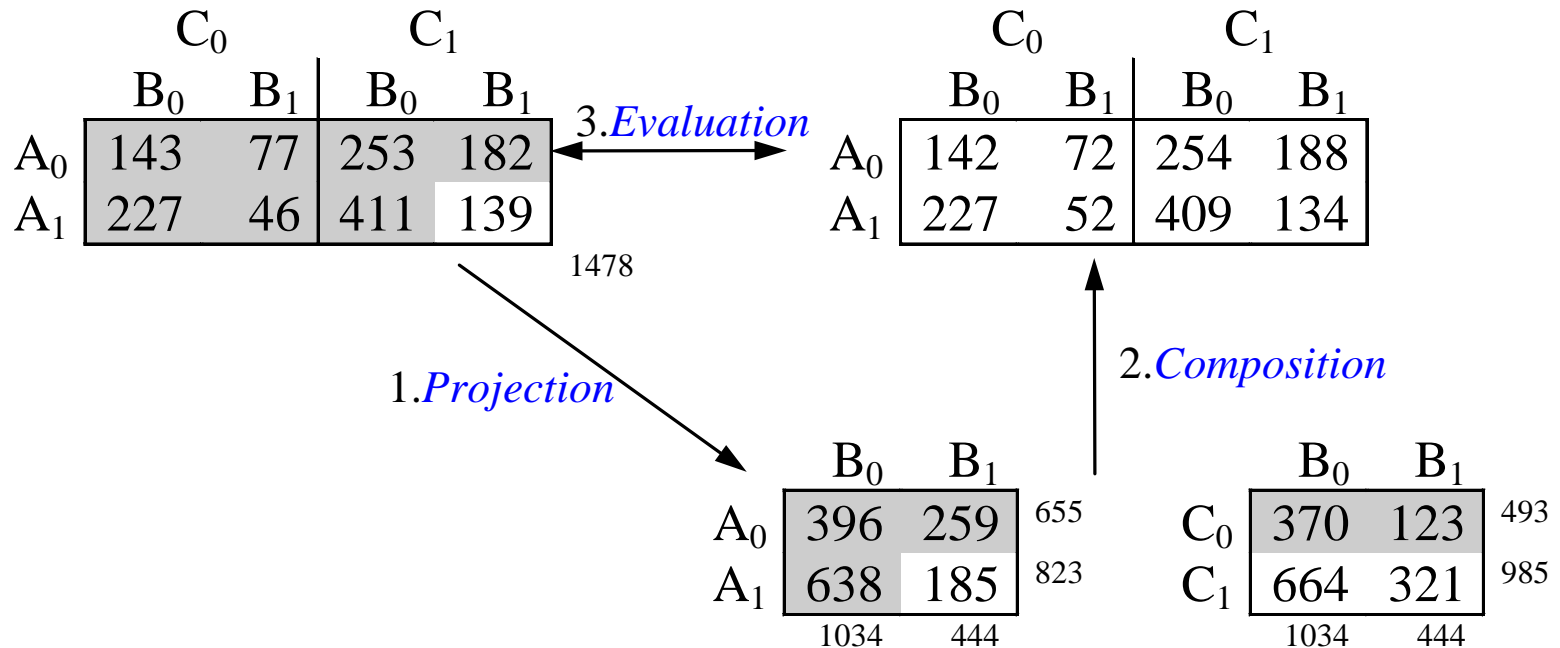 C0 C1 C0 C1
B0 B1 B0 B1 B0 B1 B0 B1
A0 143 77 253 182 3.Evaluation A0 142 72 254 188
A1 227 46 411 139 A1 227 52 409 134
1478
1.Projection 2.Composition
B0 B1 B0 B1
A0 396 259 655 C0 370 123 493
A1 638 185 823 C1 664 321 985
1034 444 1034 444